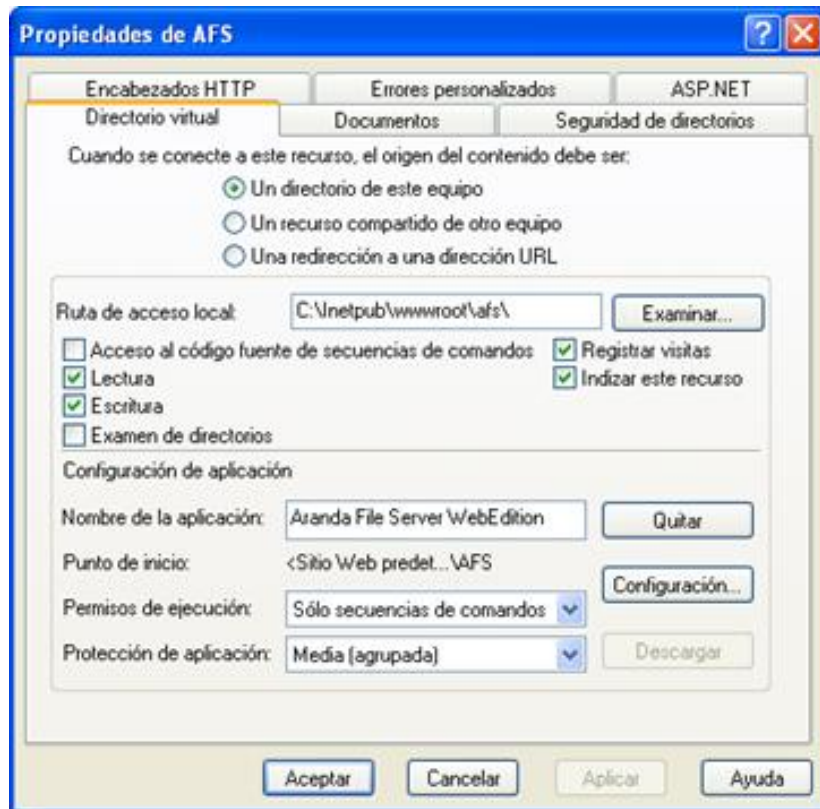 Propiedades de AFS
Encabezados HTTP Errores personalizados ASP.NET
Directorio virtual Documentos Seguridad de directorios
Cuando se conecte a este recurso, el origen del contenido debe ser:
Un directorio de este equipo
Un recurso compartido de otro equipo
Una redirección a una dirección URL
Ruta de acceso local: C:\Inetpub\wwwroot\afs\ Examinar...
Acceso al código fuente de secuencias de comandos Registrar visitas
Lectura Indizar este recurso
Escritura
Examen de directorios
Configuración de aplicación
Nombre de la aplicación: Aranda File Server WebEdition Quitar
Punto de inicio: <Sitio Web predet...\AFS
Configuración...
Permisos de ejecución: Sólo secuencias de comandos
Protección de aplicación: Media (agrupada) Descargar
Aceptar Cancelar Aplicar Ayuda